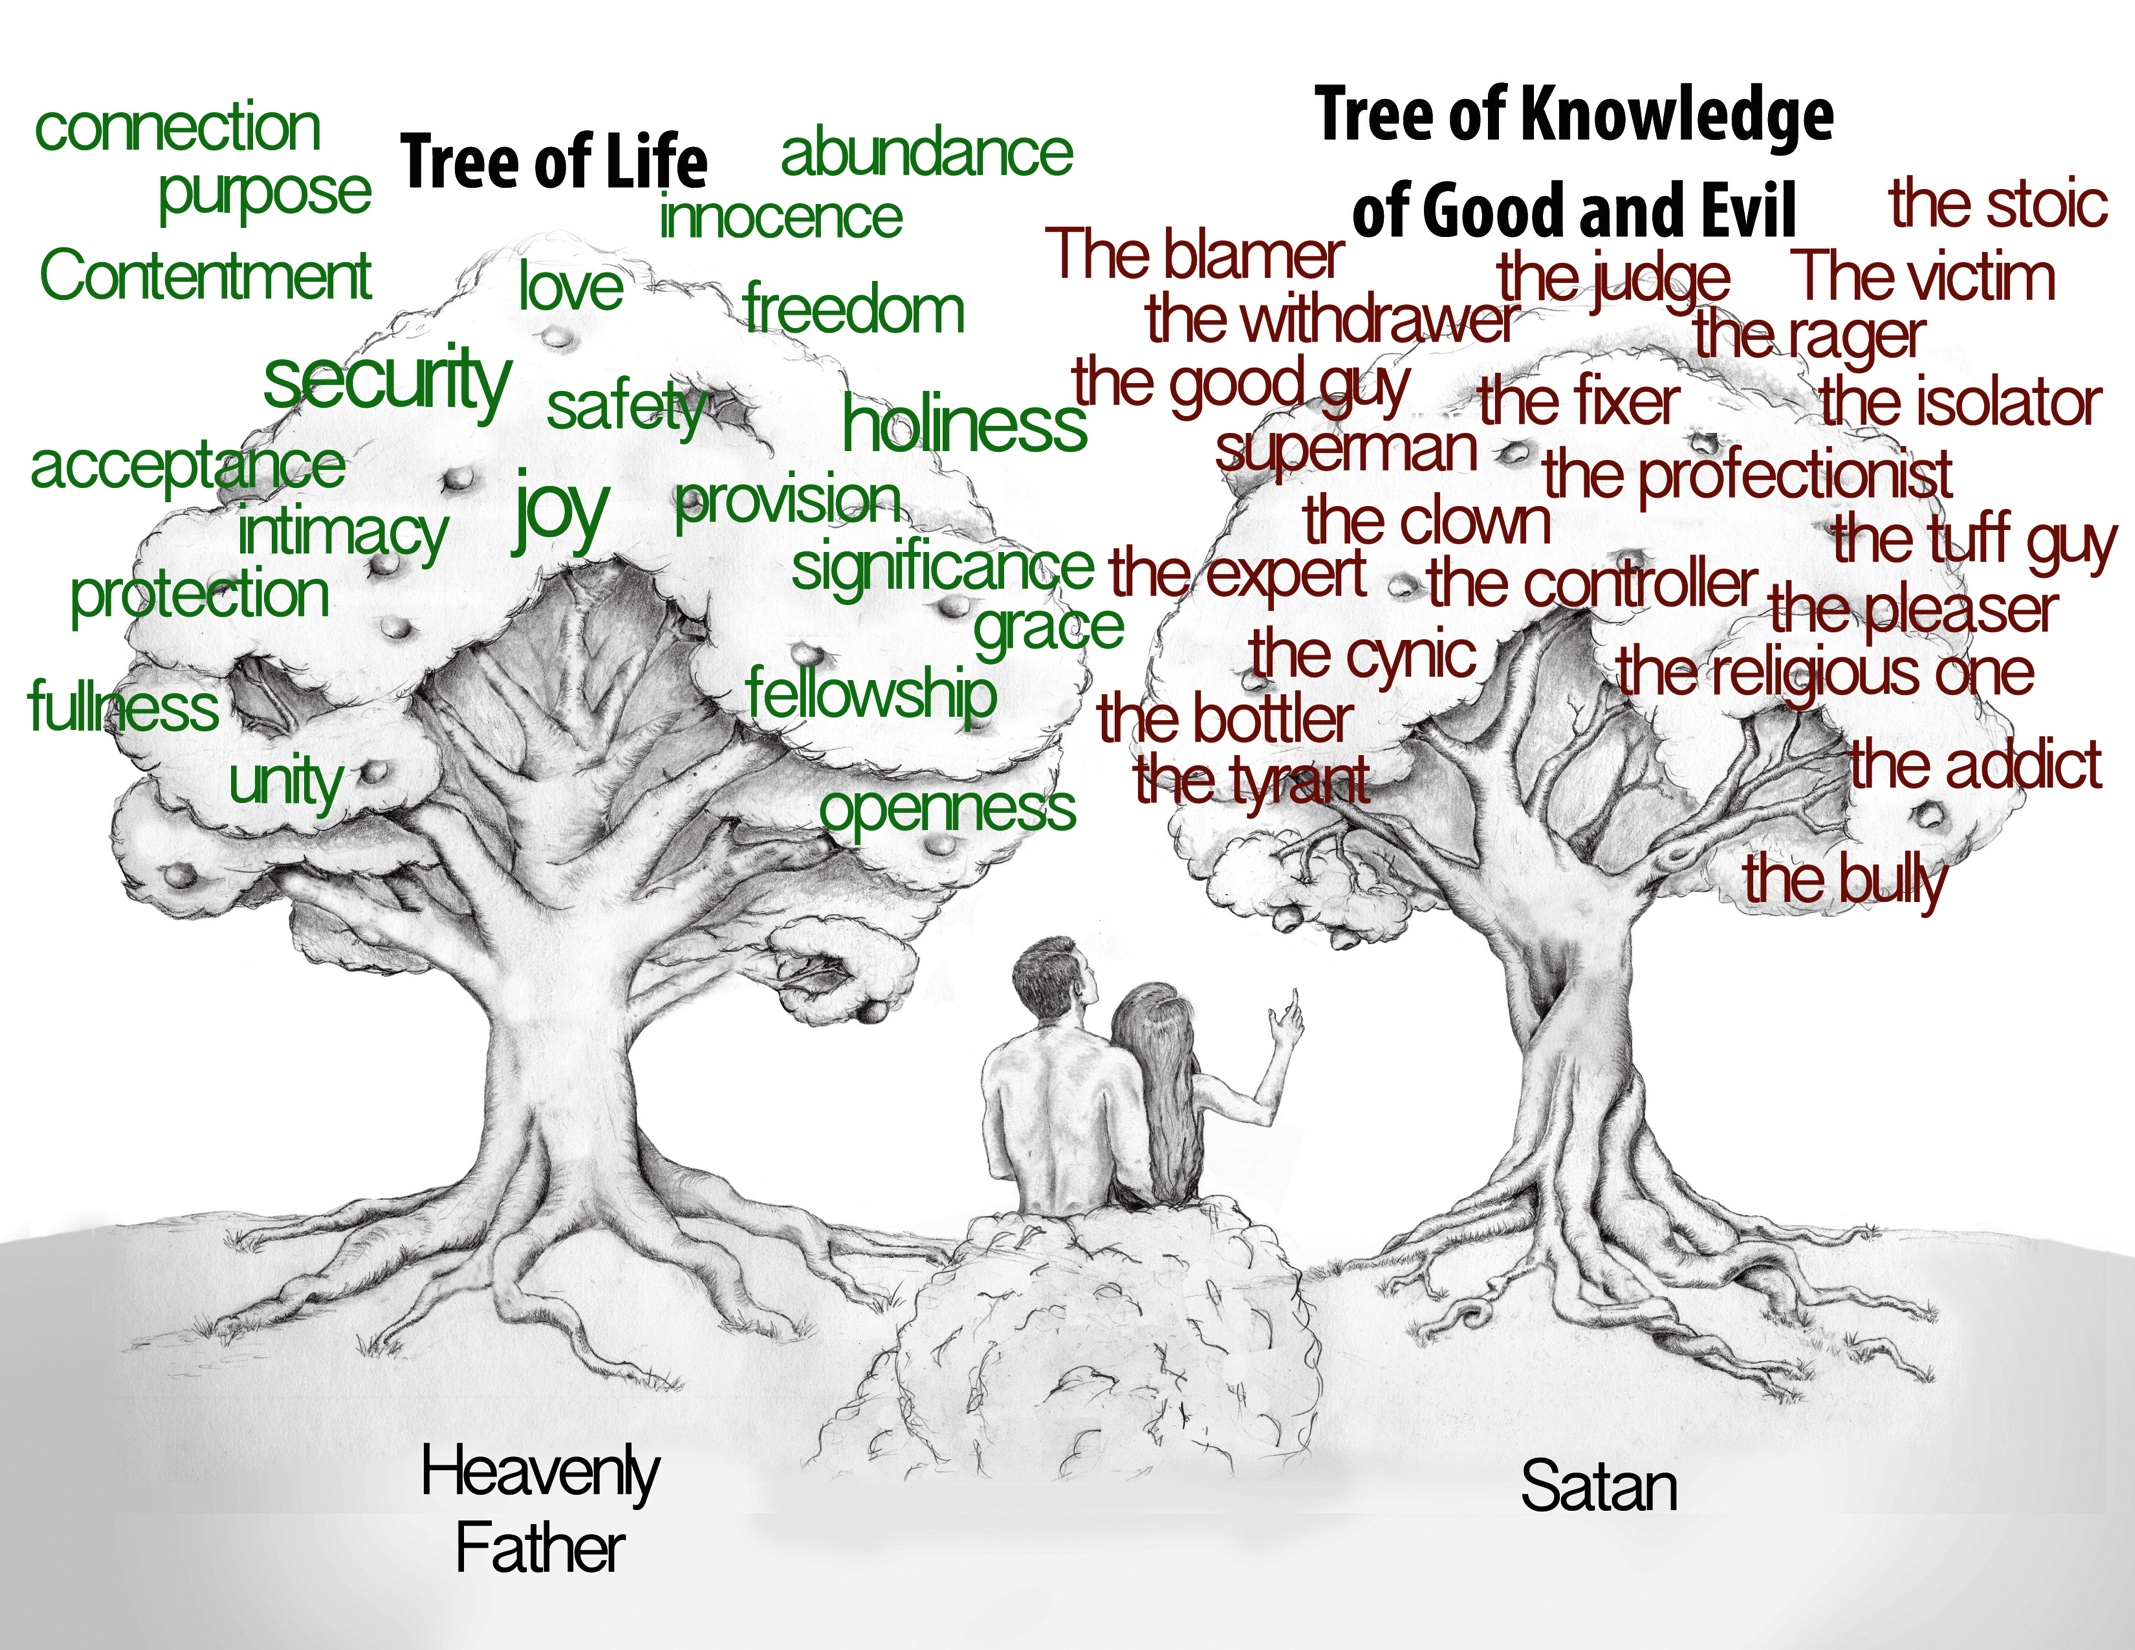 connection
purpose
Contentment
Tree of Life
abundance
innocence
love
freedom
security
safety
holiness
acceptance
intimacy
joy
provision
protection
significance
grace
fullness
fellowship
unity
openness
Tree of Knowledge
of Good and Evil
the stoic
The blamer
the judge
The victim
the withdrawer
the rager
the good guy
the fixer
the isolator
superman
the profectionist
the clown
the tuff guy
the expert
the controller
the pleaser
the cynic
the religious one
the bottler
the addict
the tyrant
the bully
Heavenly
Father
Satan